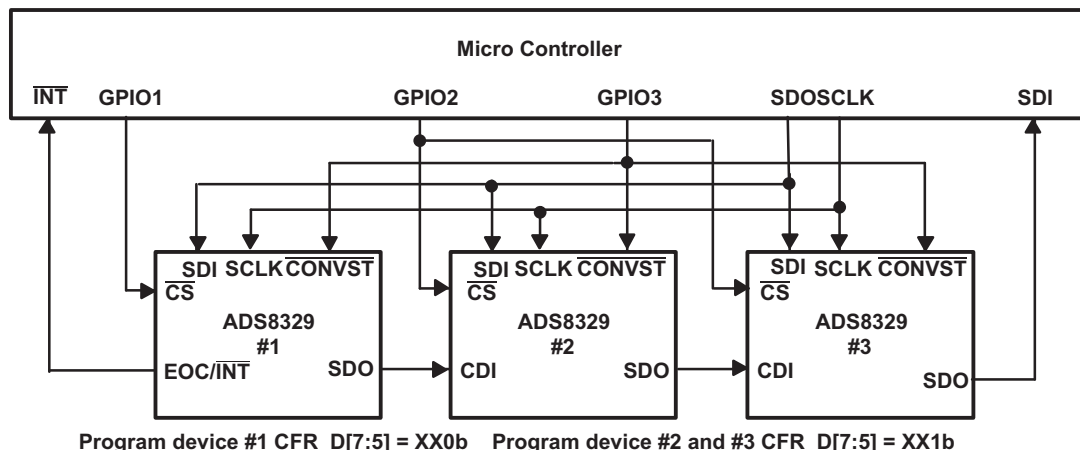 Micro Controller
INT GPIO1 GPIO2 GPIO3 SDOSCLK SDI
SDI SCLK CONVST
CS
ADS8329
#1
EOC/INT SDO
SDI SCLK CONVST
CS
ADS8329
#2
CDI SDO
SDI SCLK CONVST
CS
ADS8329
#3
CDI SDO
Program device #1 CFR_D[7:5] = XX0b Program device #2 and #3 CFR_D[7:5] = XX1b